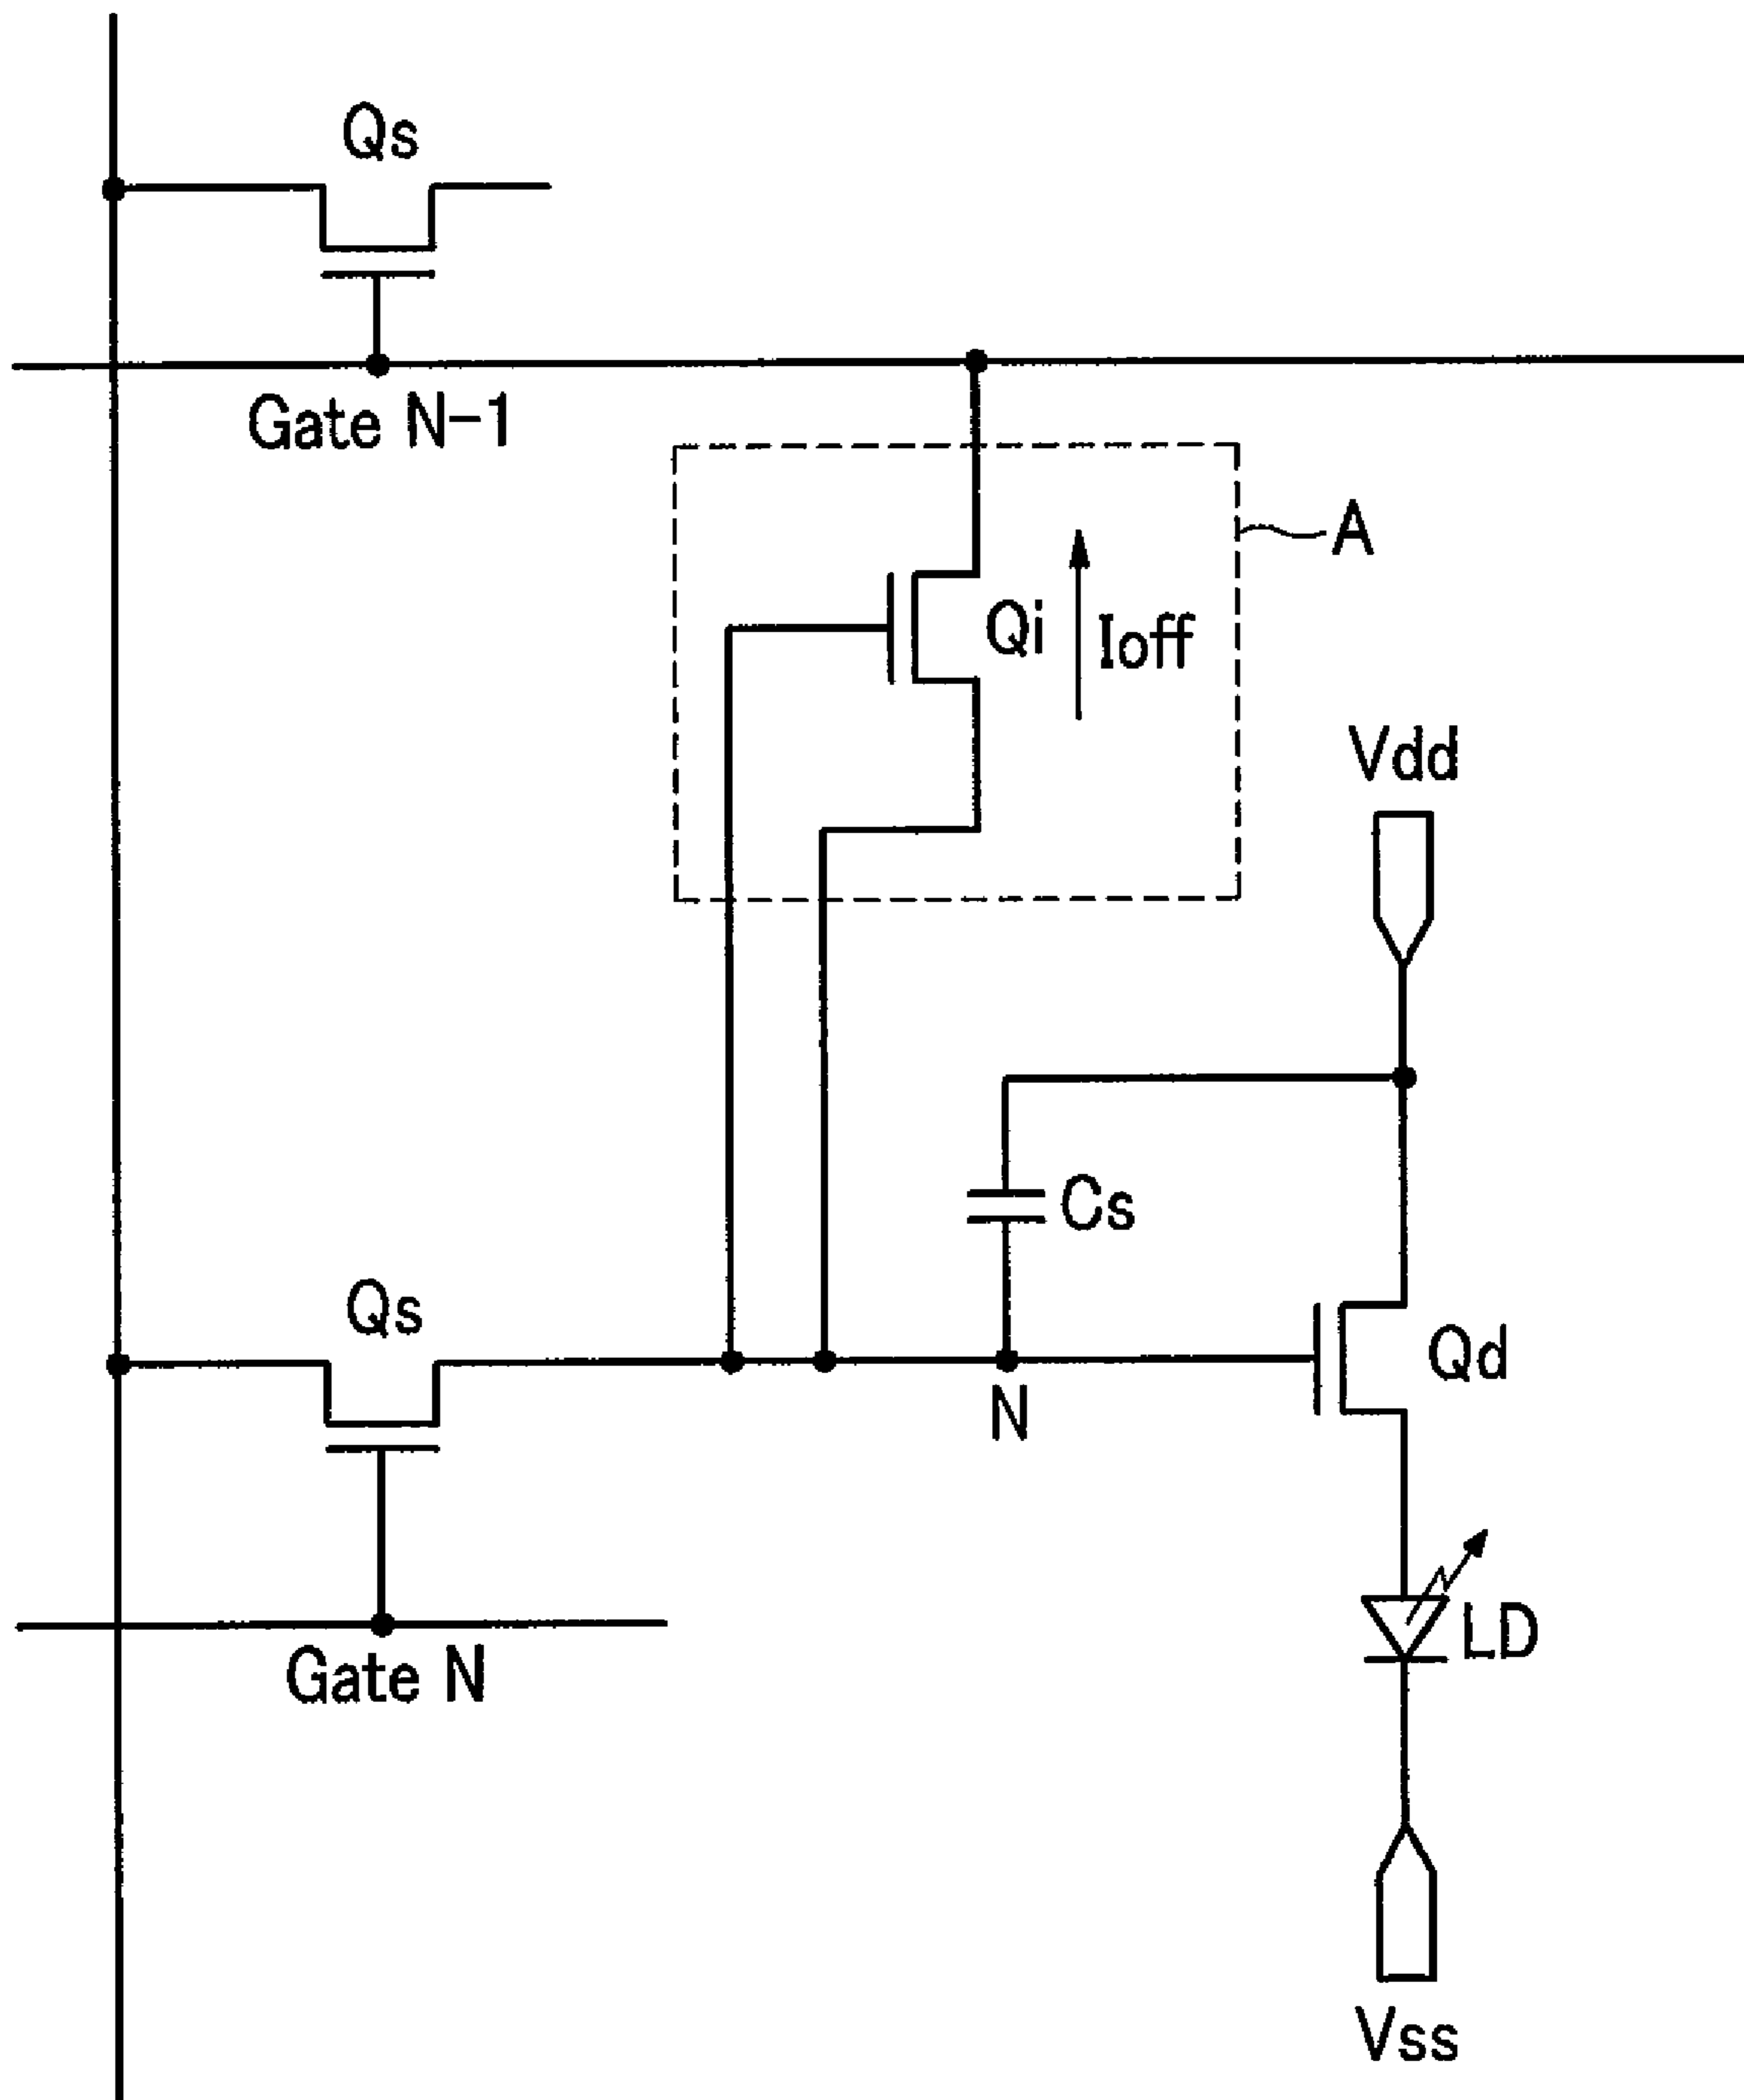 Qs
Gate N-1
A
Qi
Ioff
Vdd
Cs
Qs
Qd
N
LD
Gate N
Vss